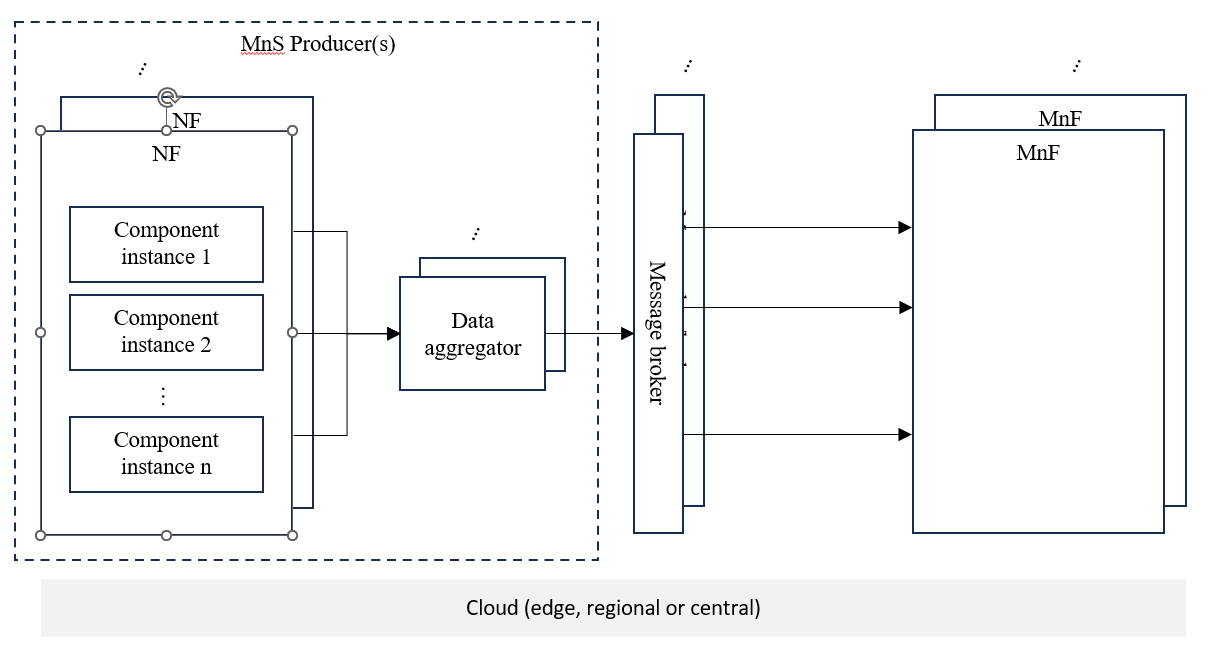 MnS Producer(s)
⋮
NF
NF
Component
instance 1
Component
instance 2
⋮
Component
instance n
⋮
Data
aggregator
⋮
Message broker
⋮
MnF
MnF
Cloud (edge, regional or central)